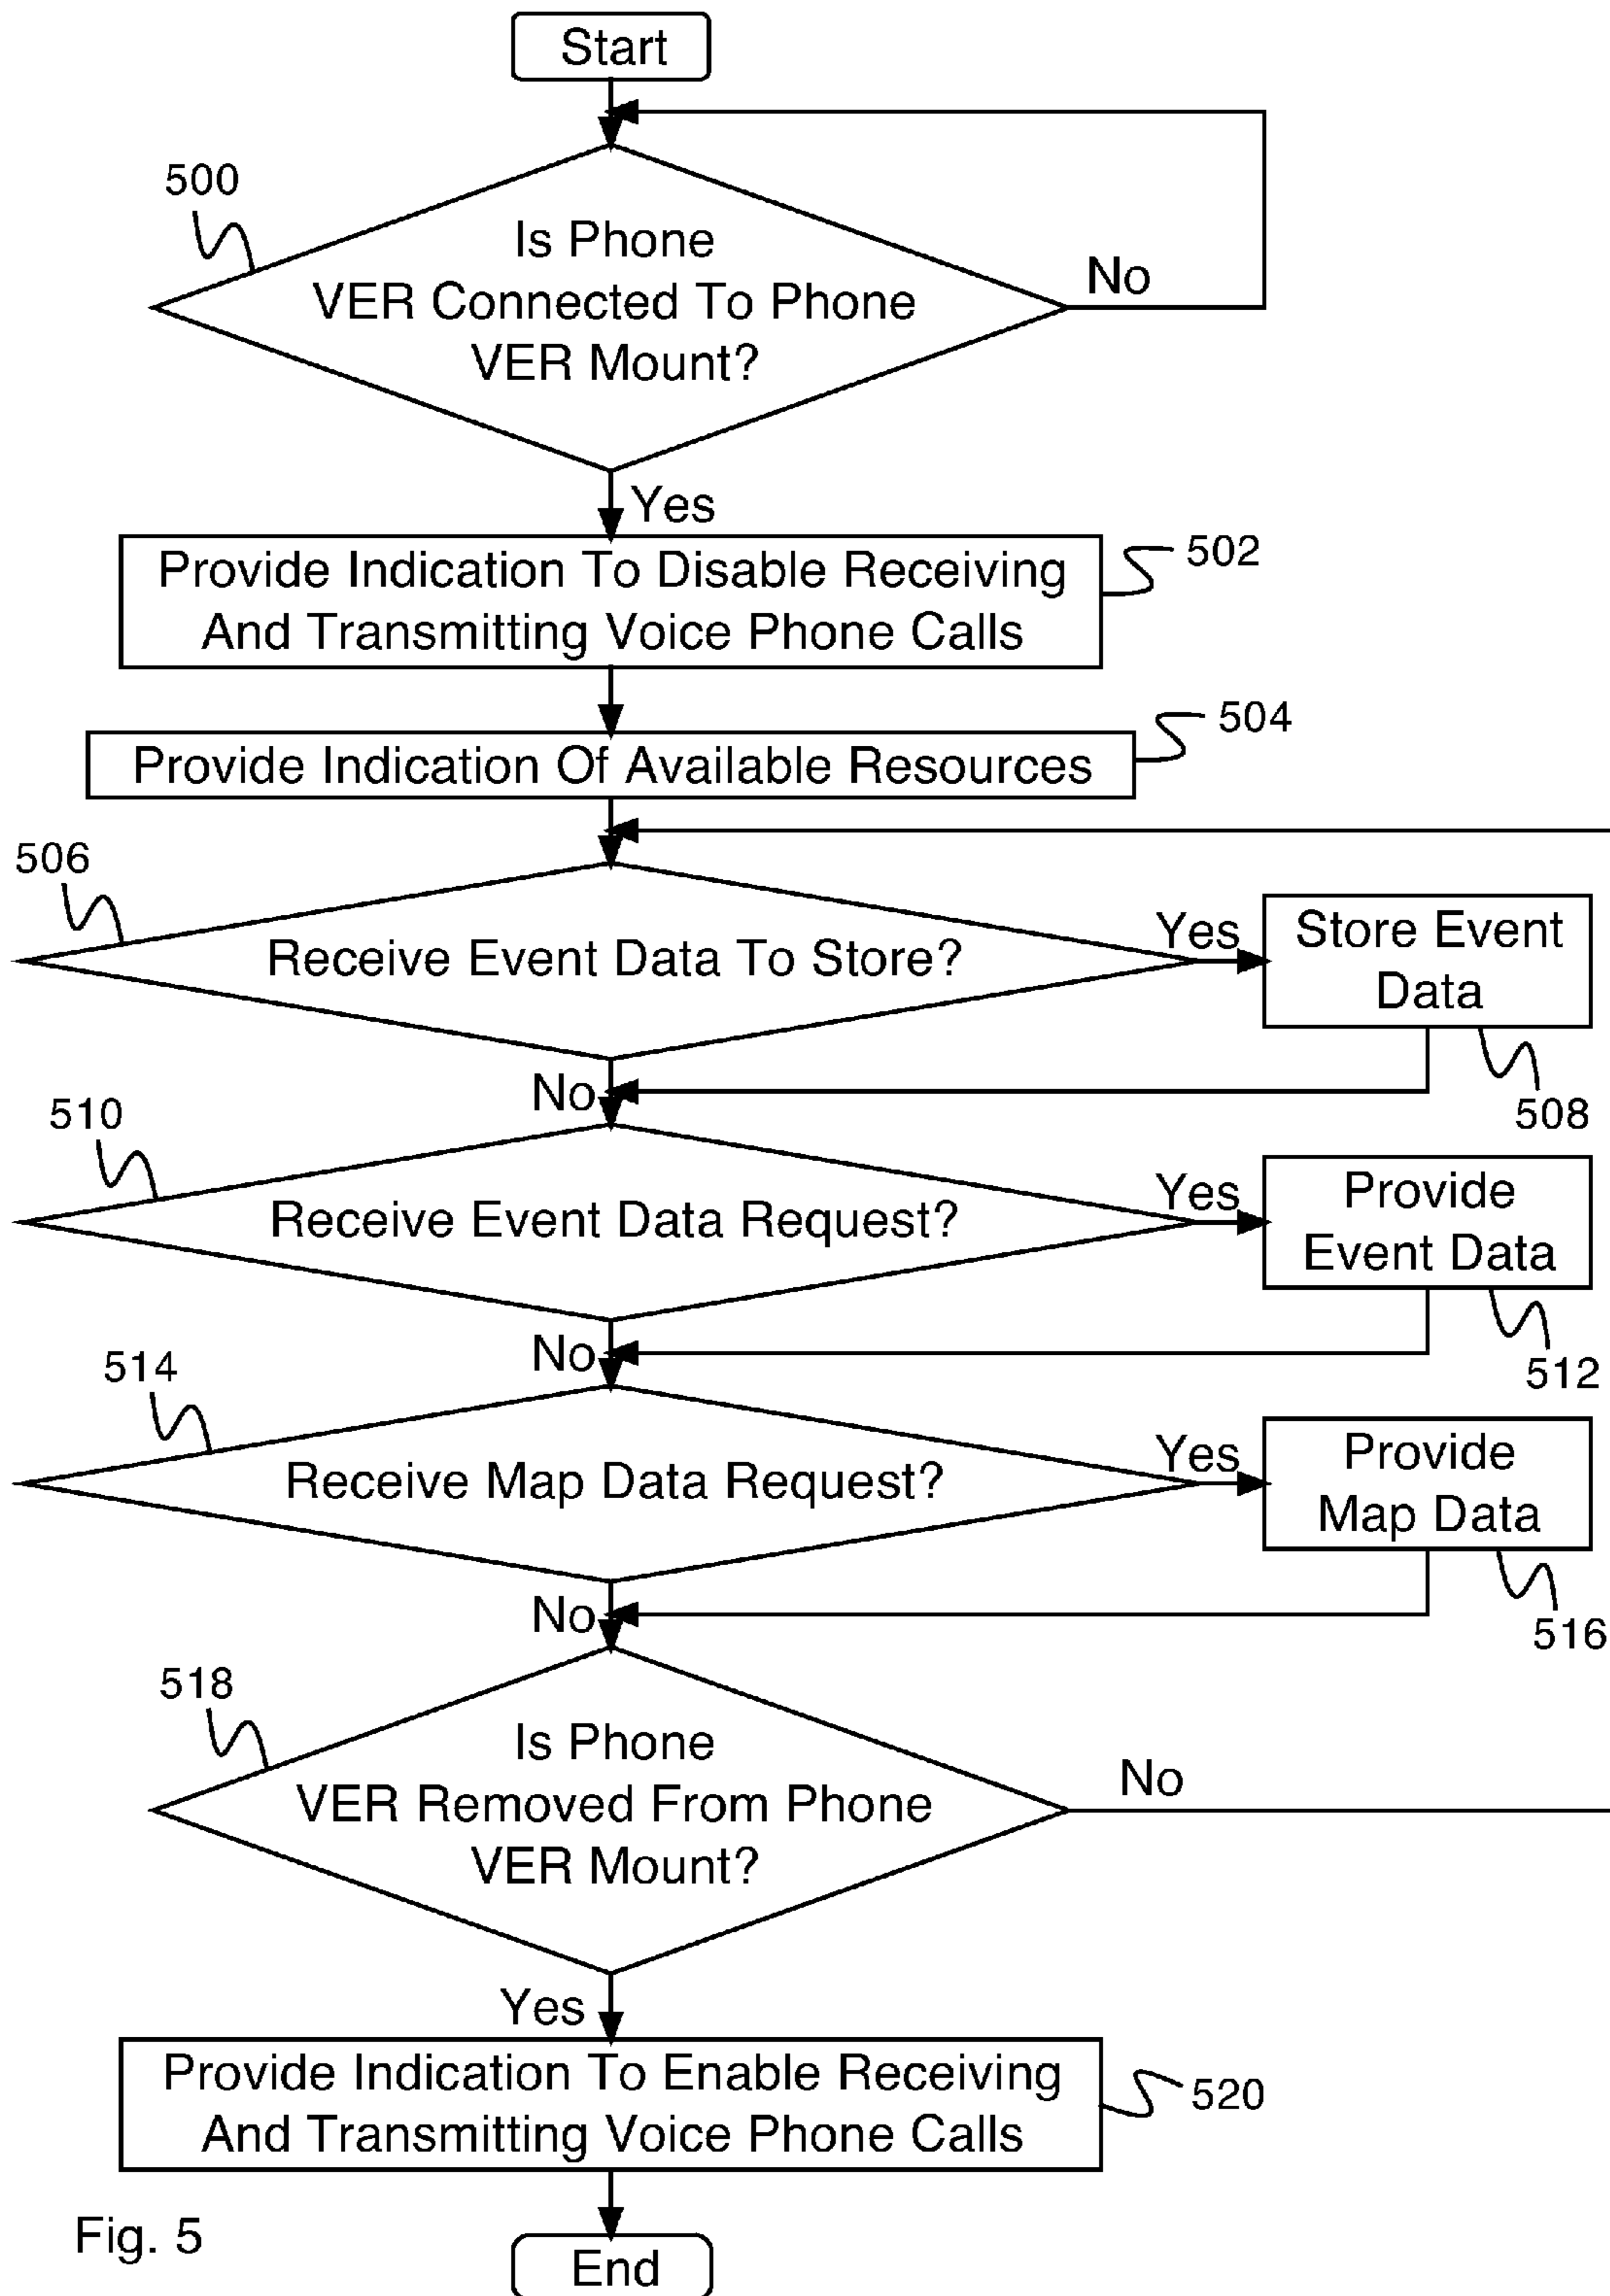 Start
500
Is Phone
VER Connected To Phone
VER Mount?
No
Yes
Provide Indication To Disable Receiving
And Transmitting Voice Phone Calls
502
Provide Indication Of Available Resources
504
506
Receive Event Data To Store?
Yes
Store Event
Data
508
No
510
Receive Event Data Request?
Yes
Provide
Event Data
512
No
514
Receive Map Data Request?
Yes
Provide
Map Data
516
No
518
Is Phone
VER Removed From Phone
VER Mount?
No
Yes
Provide Indication To Enable Receiving
And Transmitting Voice Phone Calls
520
Fig. 5
End